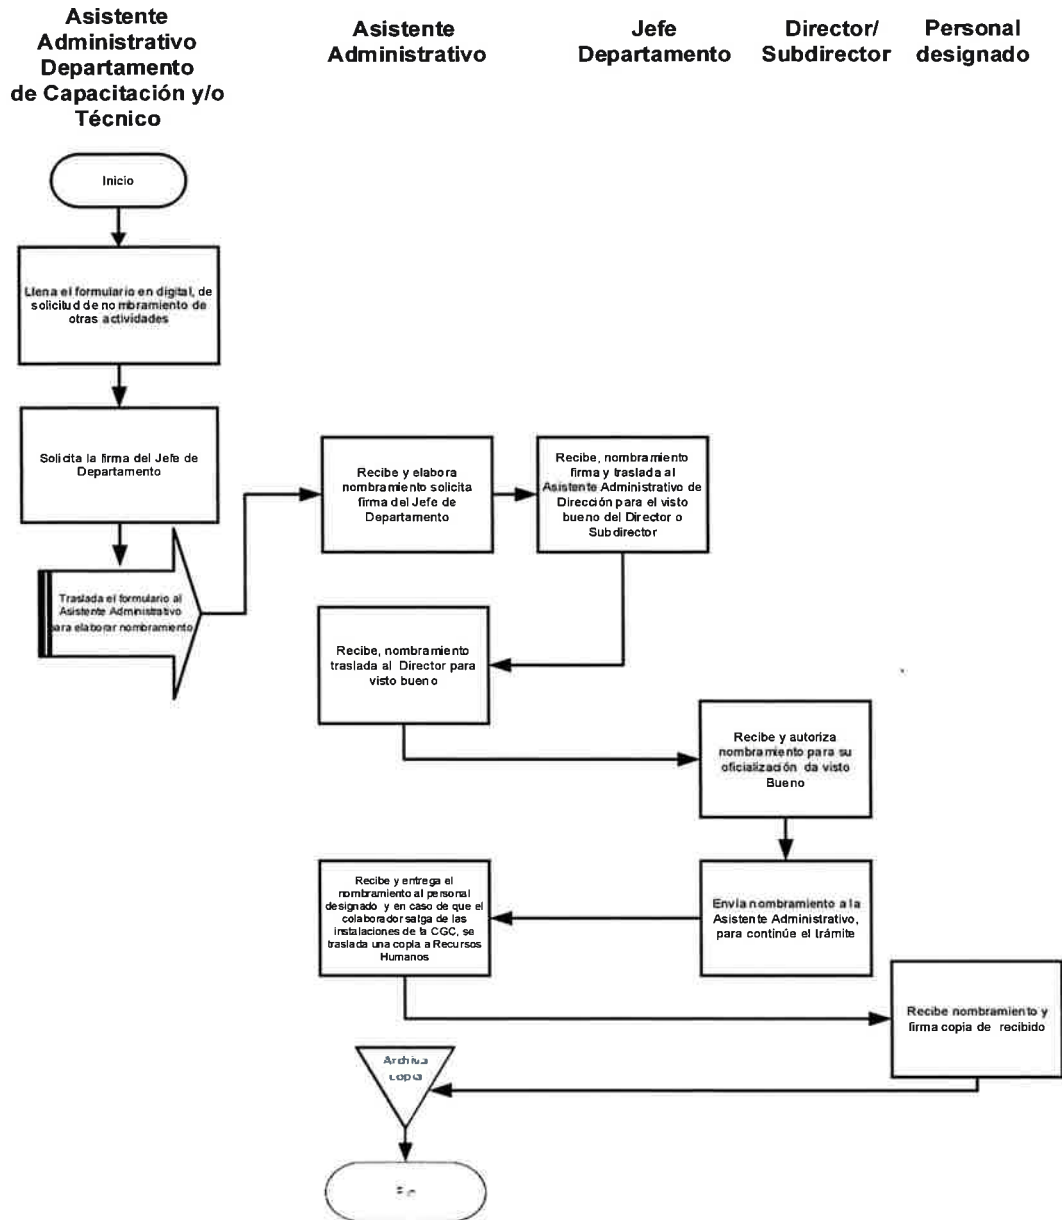 Asistente
Administrativo
Departamento
de Capacitación y/o
Técnico
Asistente
Administrativo
Jefe
Departamento
Director/
Subdirector
Personal
designado
Inicio
Llena el formulario en digital, de
solicitud de nombramiento de
otras actividades
Solicita la firma del Jefe de
Departamento
Traslada el formulario al
Asistente Administrativo
para elaborar nombramiento
Recibe y elabora
nombramiento solicita
firma del Jefe de
Departamento
Recibe, nombramiento
firma y traslada al
Asistente Administrativo de
Dirección para el visto
bueno del Director o
Subdirector
Recibe, nombramiento
traslada al Director para
visto bueno
Recibe y autoriza
nombramiento para su
oficialización da visto
Bueno
Envía nombramiento a la
Asistente Administrativo,
para continúe el trámite
Recibe y entrega el
nombramiento al personal
designado y en caso de que el
colaborador salga de las
instalaciones de la CGC, se
traslada una copia a Recursos
Humanos
Recibe nombramiento y
firma copia de recibido
Archiva
copia
Fin